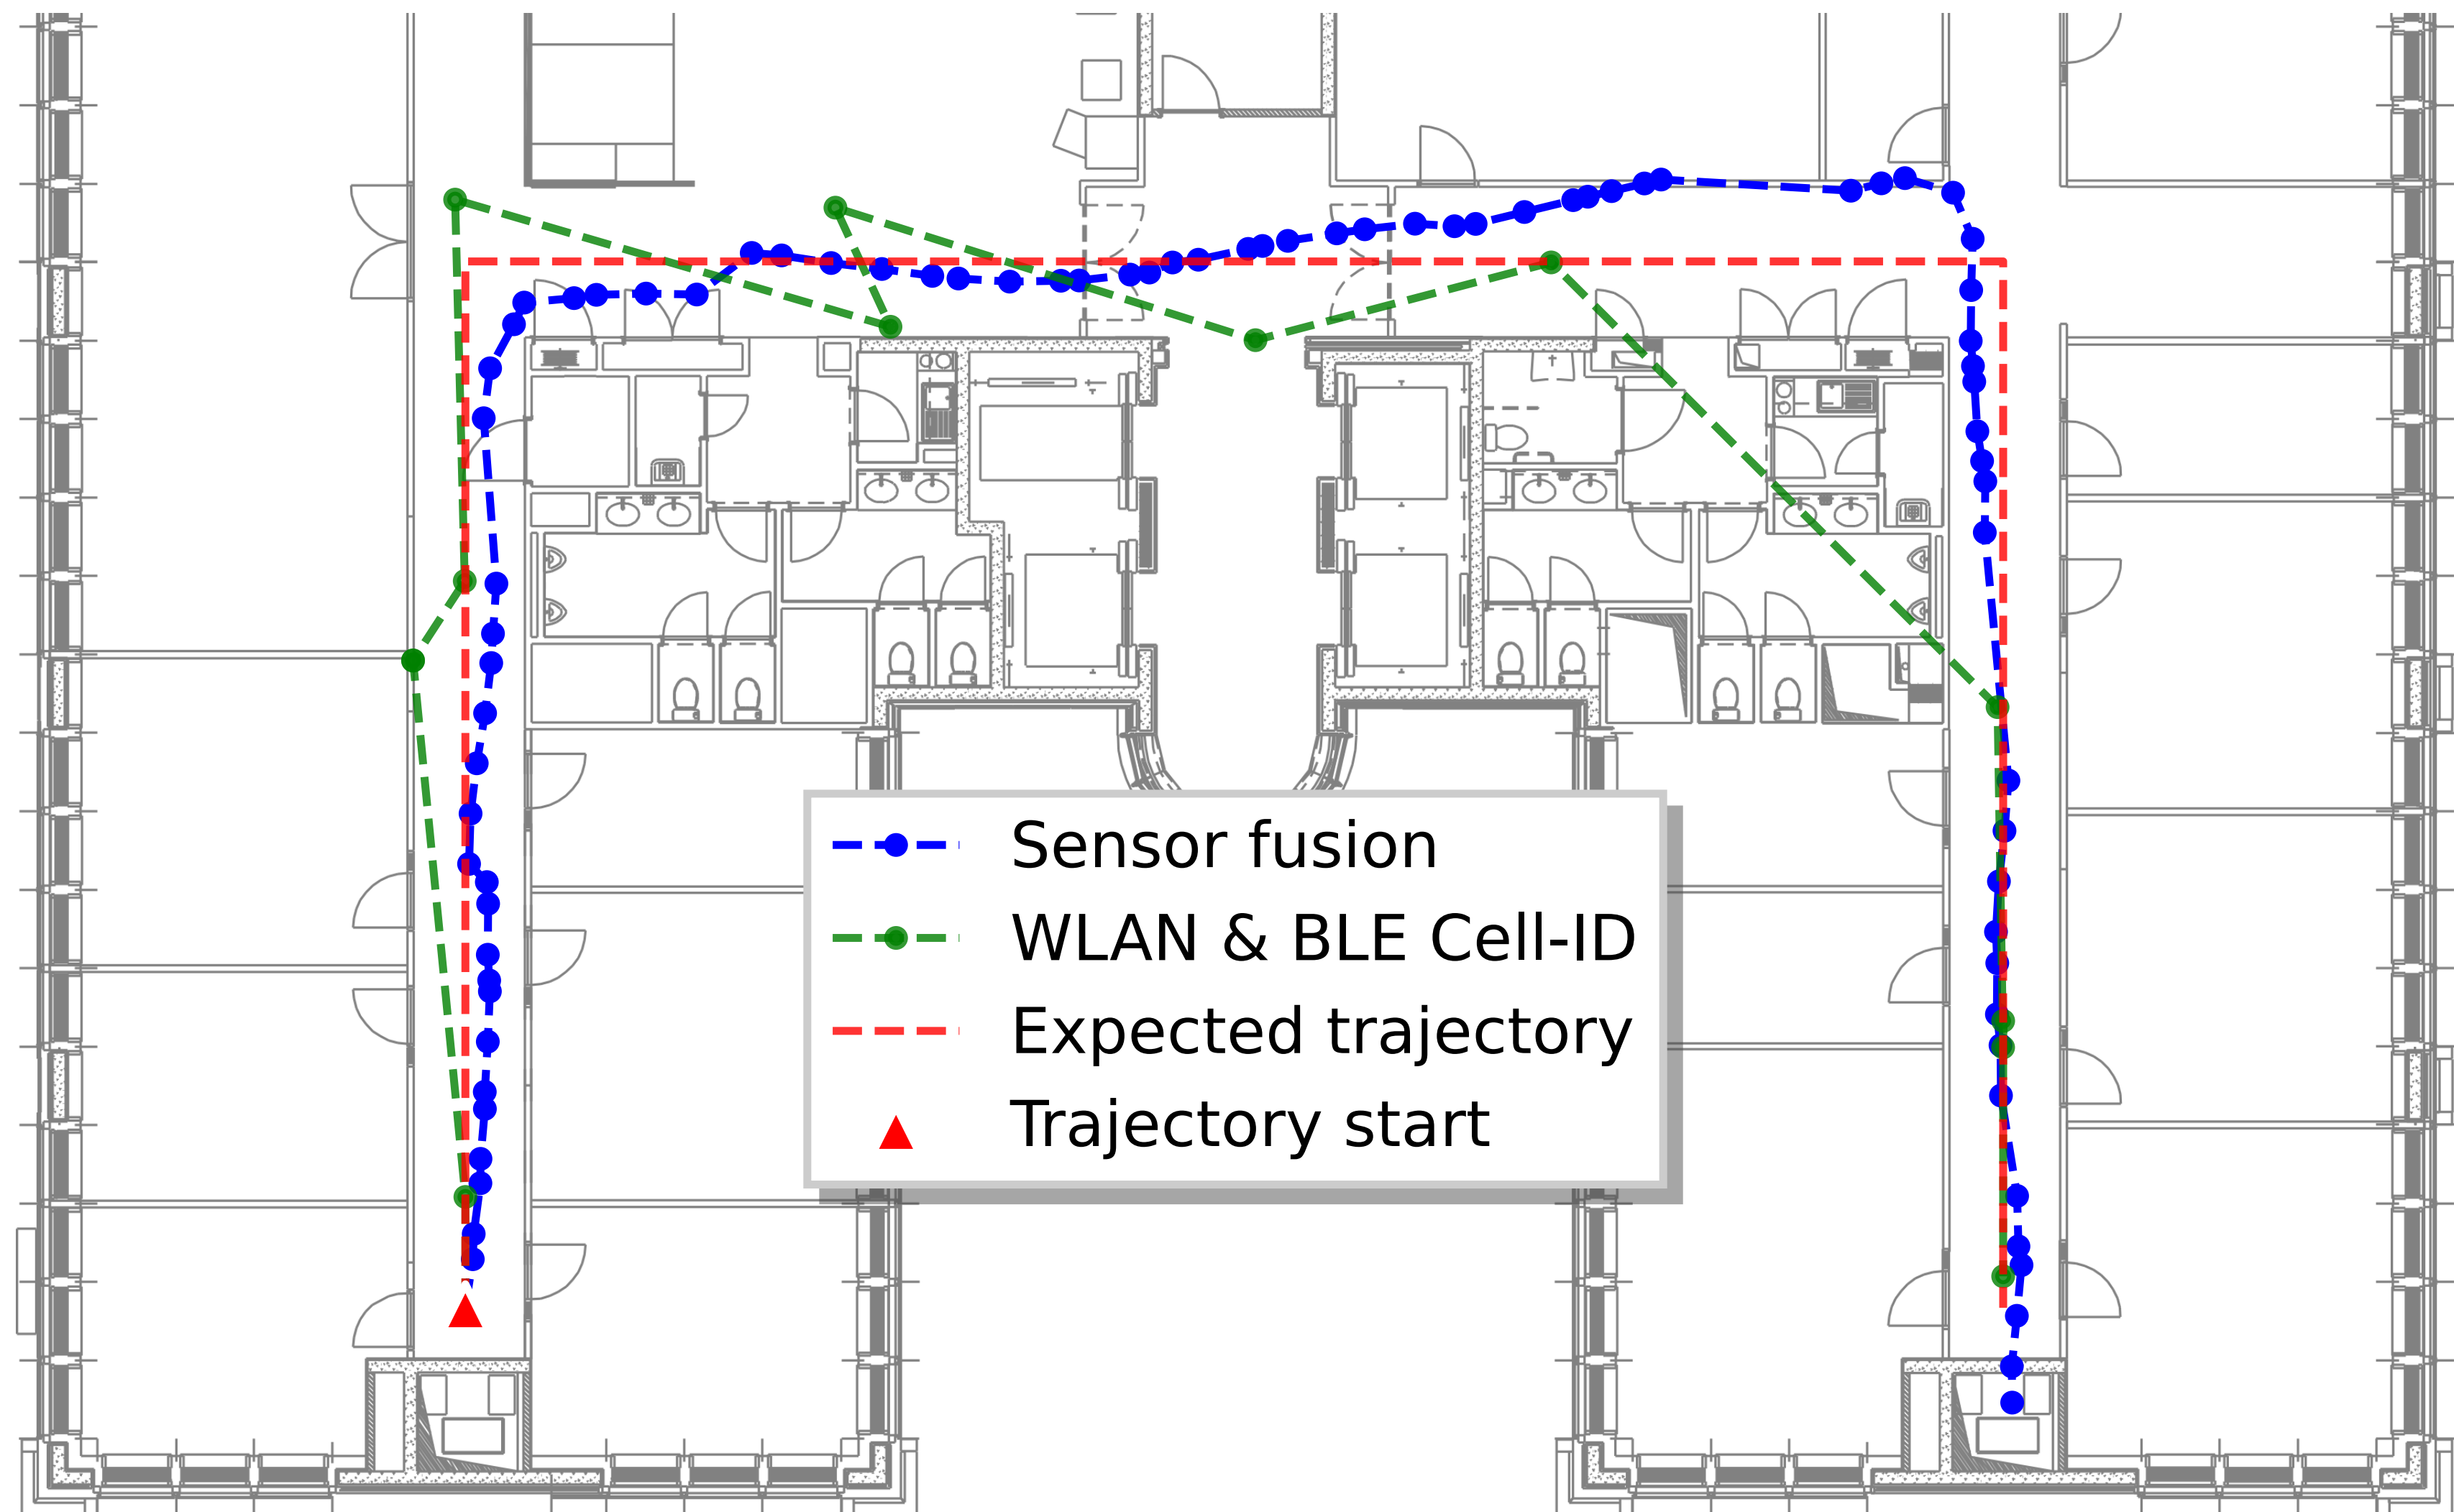 Sensor fusion
WLAN & BLE Cell-ID
Expected trajectory
Trajectory start